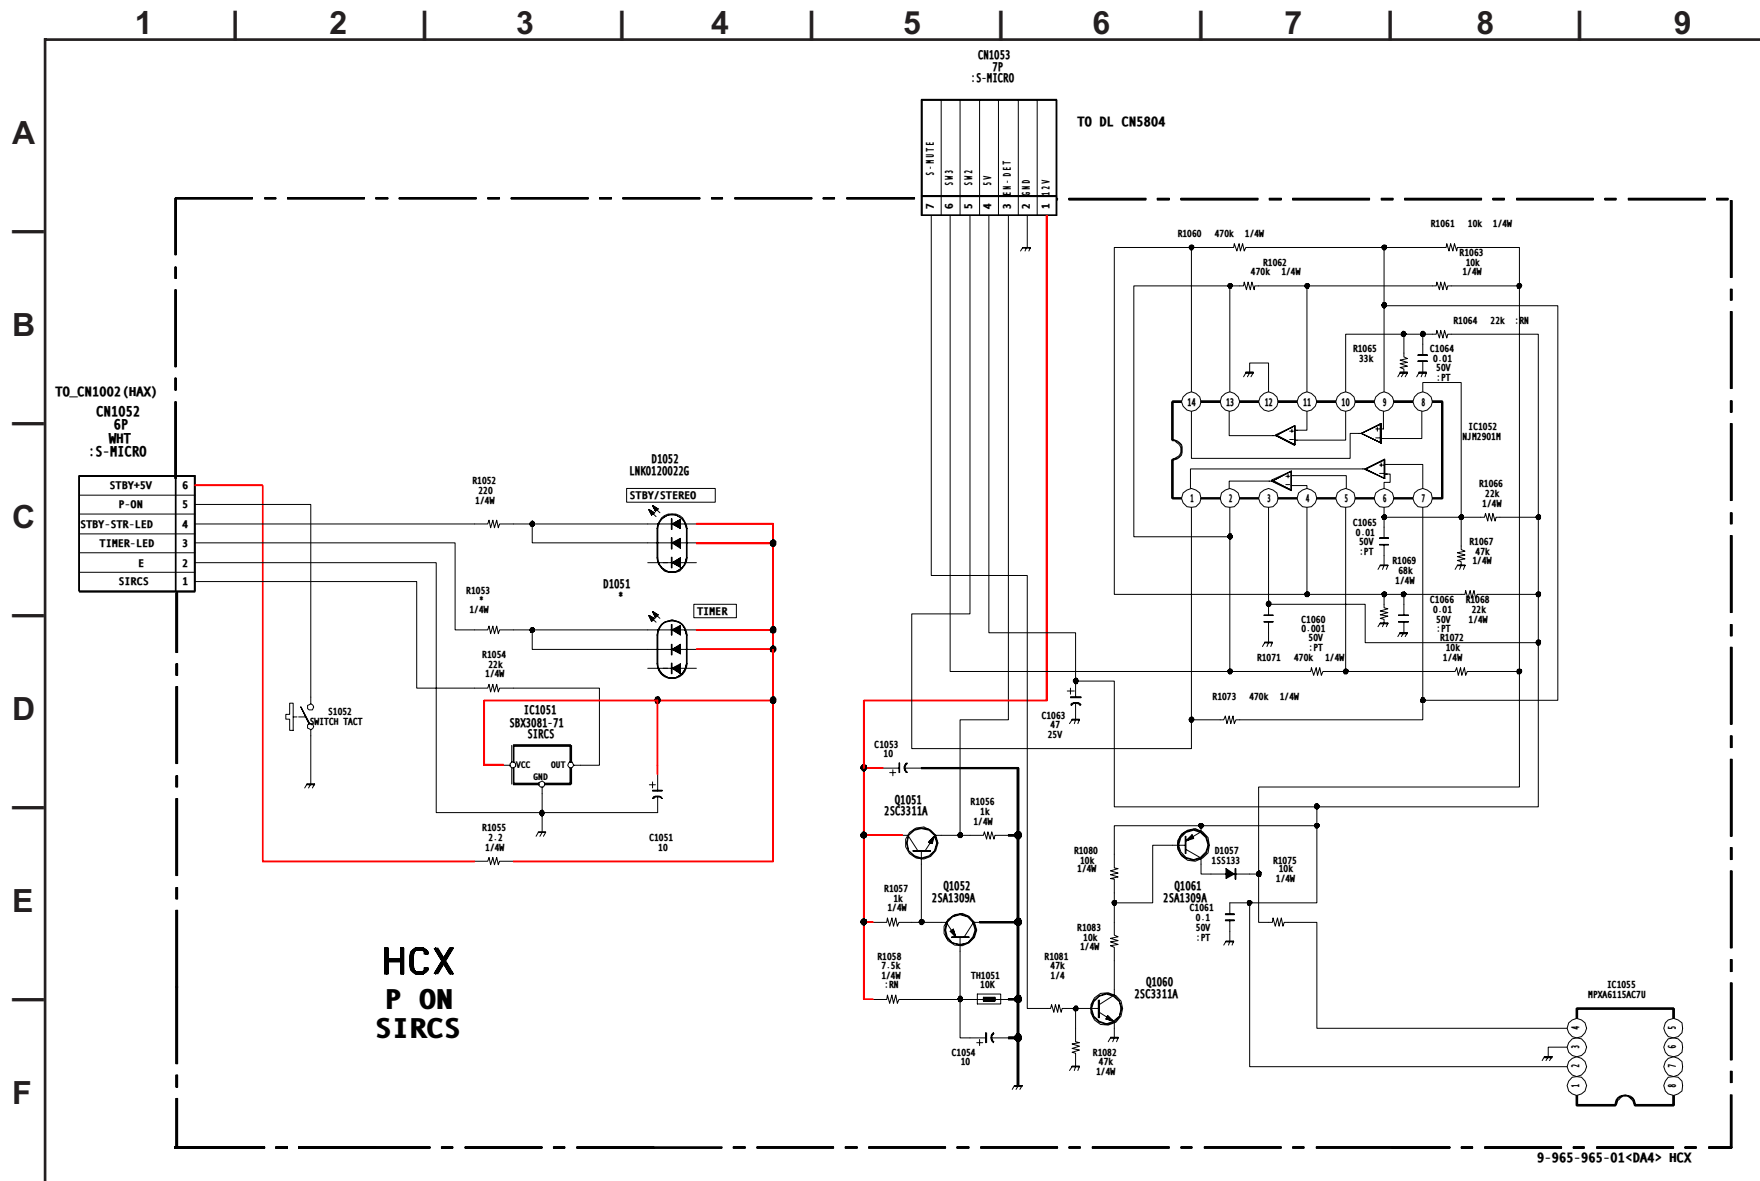 1 2 3 4 5 6 7 8 9
A
B
C
D
E
F
CN1053
7P
:S-MICRO
TO DL CN5804
S-MUTE
SW3
SW2
5V
EN-DET
GND
12V
7 6 5 4 3 2 1
TO_CN1002(HAX)
CN1052
6P
WHT
:S-MICRO
STBY+5V 6
P-ON 5
STBY-STR-LED 4
TIMER-LED 3
E 2
SIRCS 1
R1052
220
1/4W
D1052
LNK0120022G
STBY/STEREO
R1053
*
1/4W
D1051
*
TIMER
R1054
22k
1/4W
S1052
SWITCH TACT
IC1051
SBX3081-71
SIRCS
VCC OUT
GND
R1055
2.2
1/4W
C1051
10
HCX
P ON
SIRCS
C1053
10
Q1051
2SC3311A
R1056
1k
1/4W
R1057
1k
1/4W
Q1052
2SA1309A
R1058
7.5k
1/4W
:RN
TH1051
10K
C1054
10
C1063
47
25V
R1060 470k 1/4W
R1061 10k 1/4W
R1062
470k 1/4W
R1063
10k
1/4W
R1064 22k :RN
R1065
33k
C1064
0.01
50V
:PT
14 13 12 11 10 9 8
IC1052
NJM2901M
1 2 3 4 5 6 7
R1066
22k
1/4W
C1065
0.01
50V
:PT
R1067
47k
1/4W
R1069
68k
1/4W
C1066
0.01
50V
:PT
R1068
22k
1/4W
C1060
0.001
50V
:PT
R1071 470k 1/4W
R1072
10k
1/4W
R1073 470k 1/4W
R1080
10k
1/4W
D1057
1SS133
Q1061
2SA1309A
R1075
10k
1/4W
C1061
0.1
50V
:PT
R1083
10k
1/4W
R1081
47k
1/4
Q1060
2SC3311A
R1082
47k
1/4W
IC1055
MPXA6115AC7U
4 5
3 6
2 7
1 8
9-965-965-01<DA4> HCX